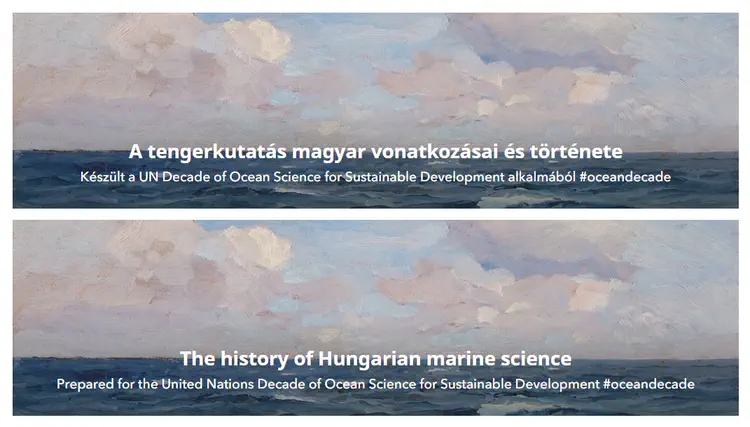 A tengerkutatás magyar vonatkozásai és története
Készült a UN Decade of Ocean Science for Sustainable Development alkalmából #oceandecade
The history of Hungarian marine science
Prepared for the United Nations Decade of Ocean Science for Sustainable Development #oceandecade